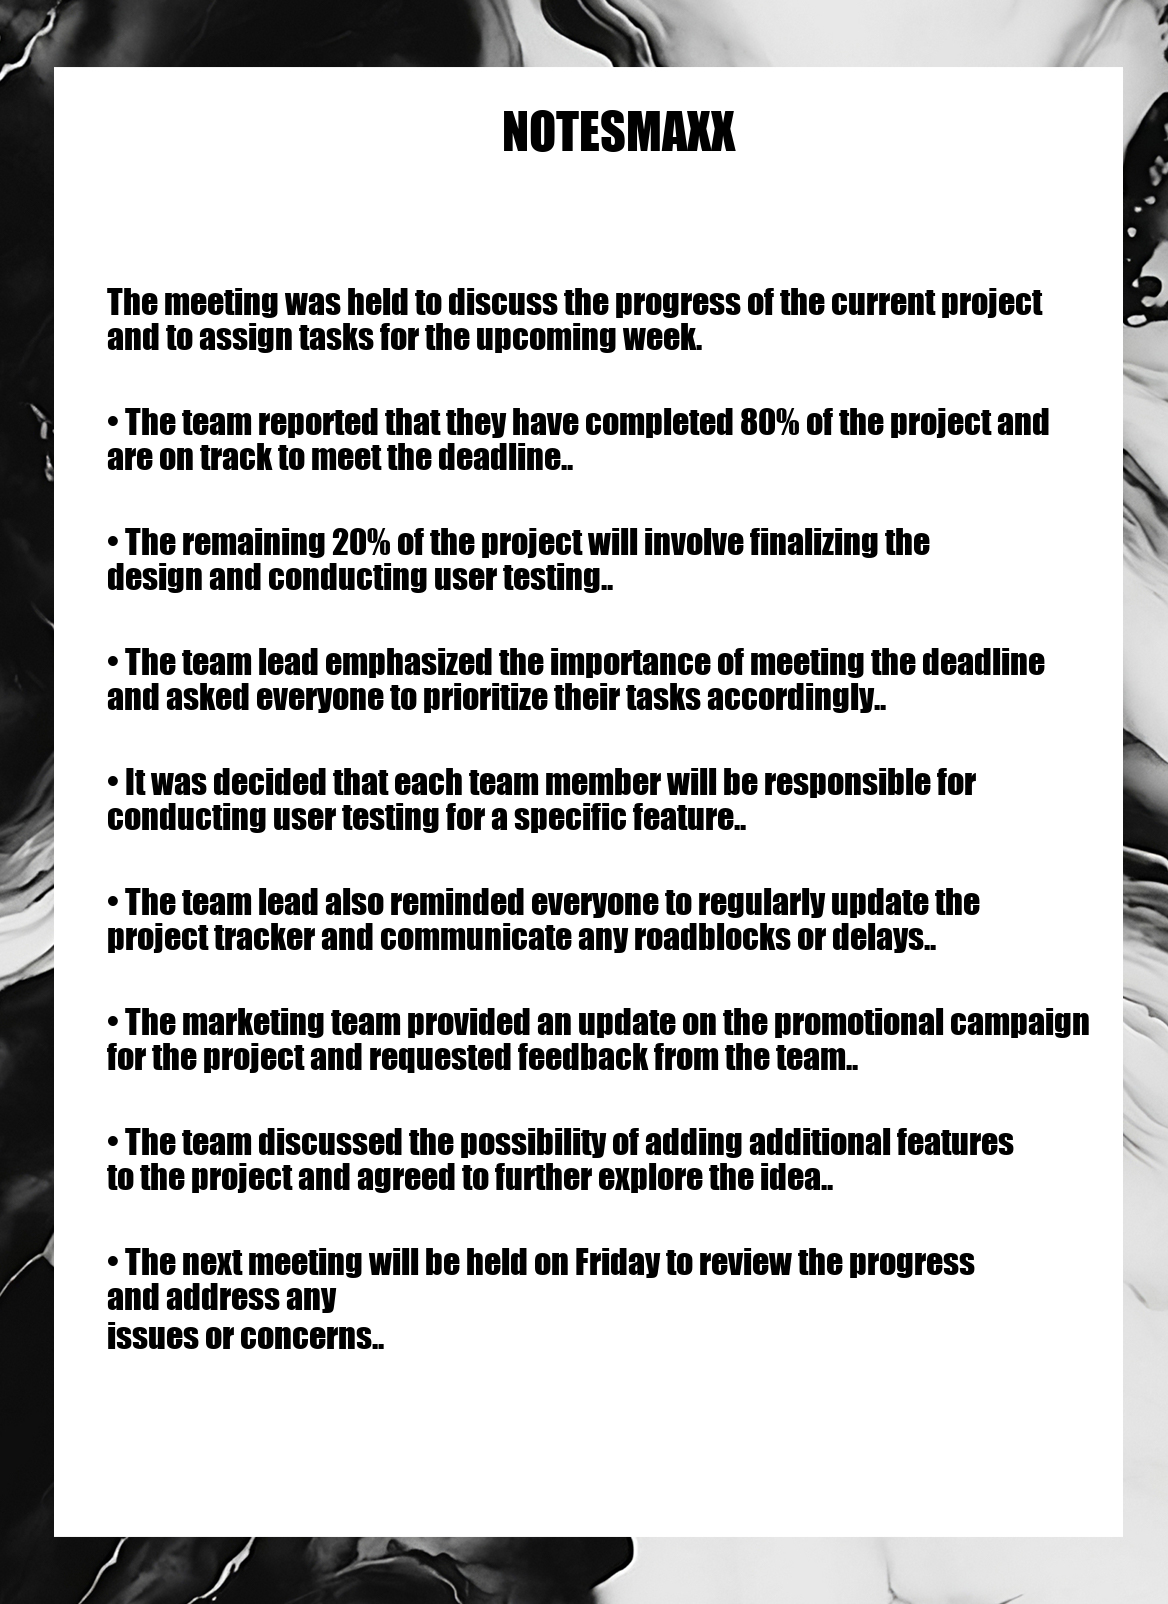 NOTESMAXX
The meeting was held to discuss the progress of the current project
and to assign tasks for the upcoming week.
• The team reported that they have completed 80% of the project and
are on track to meet the deadline..
• The remaining 20% of the project will involve finalizing the
design and conducting user testing..
• The team lead emphasized the importance of meeting the deadline
and asked everyone to prioritize their tasks accordingly..
• It was decided that each team member will be responsible for
conducting user testing for a specific feature..
• The team lead also reminded everyone to regularly update the
project tracker and communicate any roadblocks or delays..
• The marketing team provided an update on the promotional campaign
for the project and requested feedback from the team..
• The team discussed the possibility of adding additional features
to the project and agreed to further explore the idea..
• The next meeting will be held on Friday to review the progress
and address any
issues or concerns..